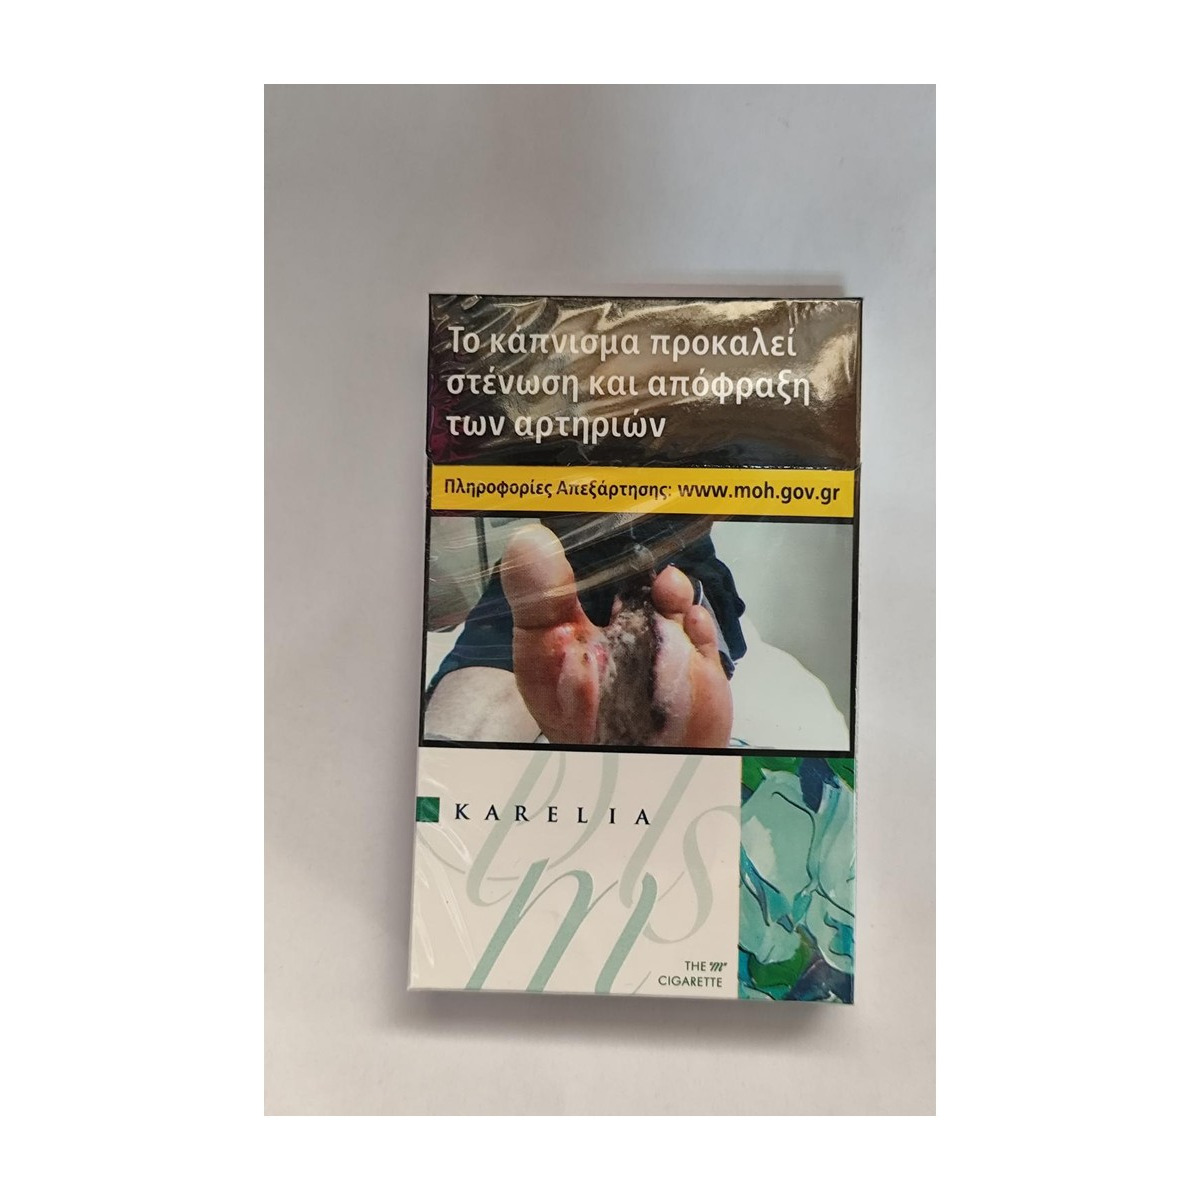 Το κάπνισμα προκαλεί
στένωση και απόφραξη
των αρτηριών
Πληροφορίες Απεξάρτησης: www.moh.gov.gr
KARELIA
m
THE "m"
CIGARETTE